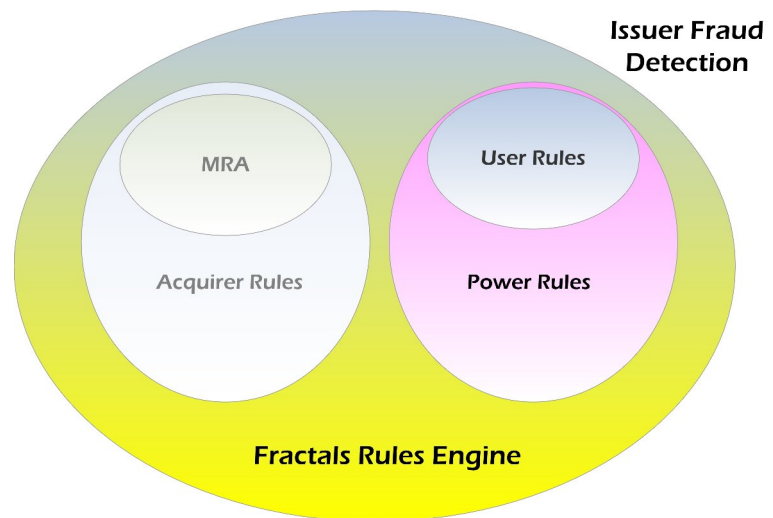 Issuer Fraud
Detection
MRA
User Rules
Acquirer Rules
Power Rules
Fractals Rules Engine